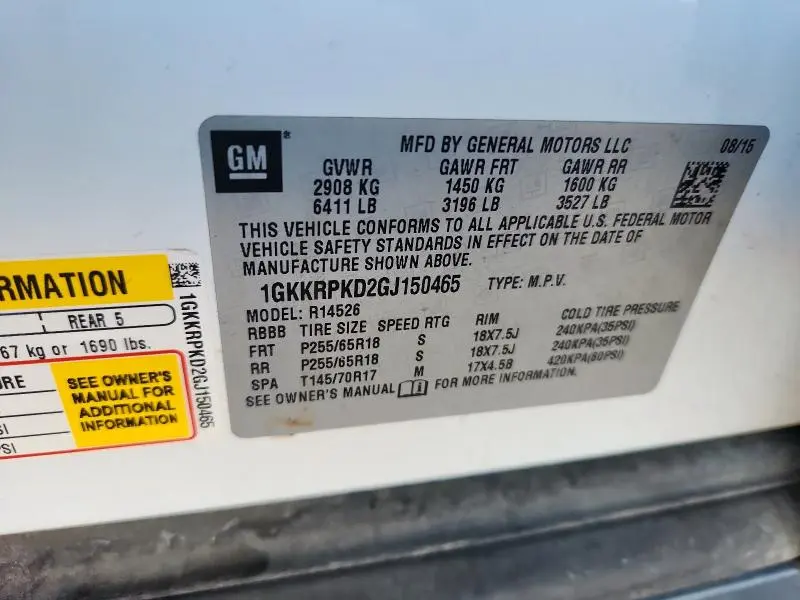 GM
MFD BY GENERAL MOTORS LLC 08/15
GVWR GAWR FRT GAWR RR
2908 KG 1450 KG 1600 KG
6411 LB 3196 LB 3527 LB
THIS VEHICLE CONFORMS TO ALL APPLICABLE U.S. FEDERAL MOTOR
VEHICLE SAFETY STANDARDS IN EFFECT ON THE DATE OF
MANUFACTURE SHOWN ABOVE.
1GKKRPKD2GJ150465 TYPE: M.P.V.
MODEL: R14526
RBBB TIRE SIZE SPEED RTG RIM COLD TIRE PRESSURE
FRT P255/65R18 S 18X7.5J 240KPA(35PSI)
RR P255/65R18 S 18X7.5J 240KPA(35PSI)
SPA T145/70R17 M 17X4.5B 420KPA(60PSI)
SEE OWNER'S MANUAL FOR MORE INFORMATION.
RMATION
REAR 5
67 kg or 1690 lbs.
URE
SEE OWNER'S
MANUAL FOR
ADDITIONAL
INFORMATION
SI
PSI
1GKKRPKD2GJ150465